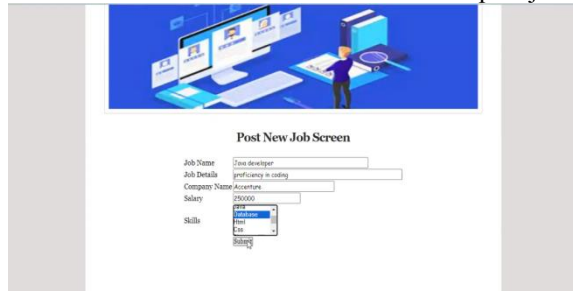 Post New Job Screen
Job Name Java developer
Job Details proficiency in coding
Company Name Accenture
Salary 250000
Java
Database
Skills Html
Css
Submit